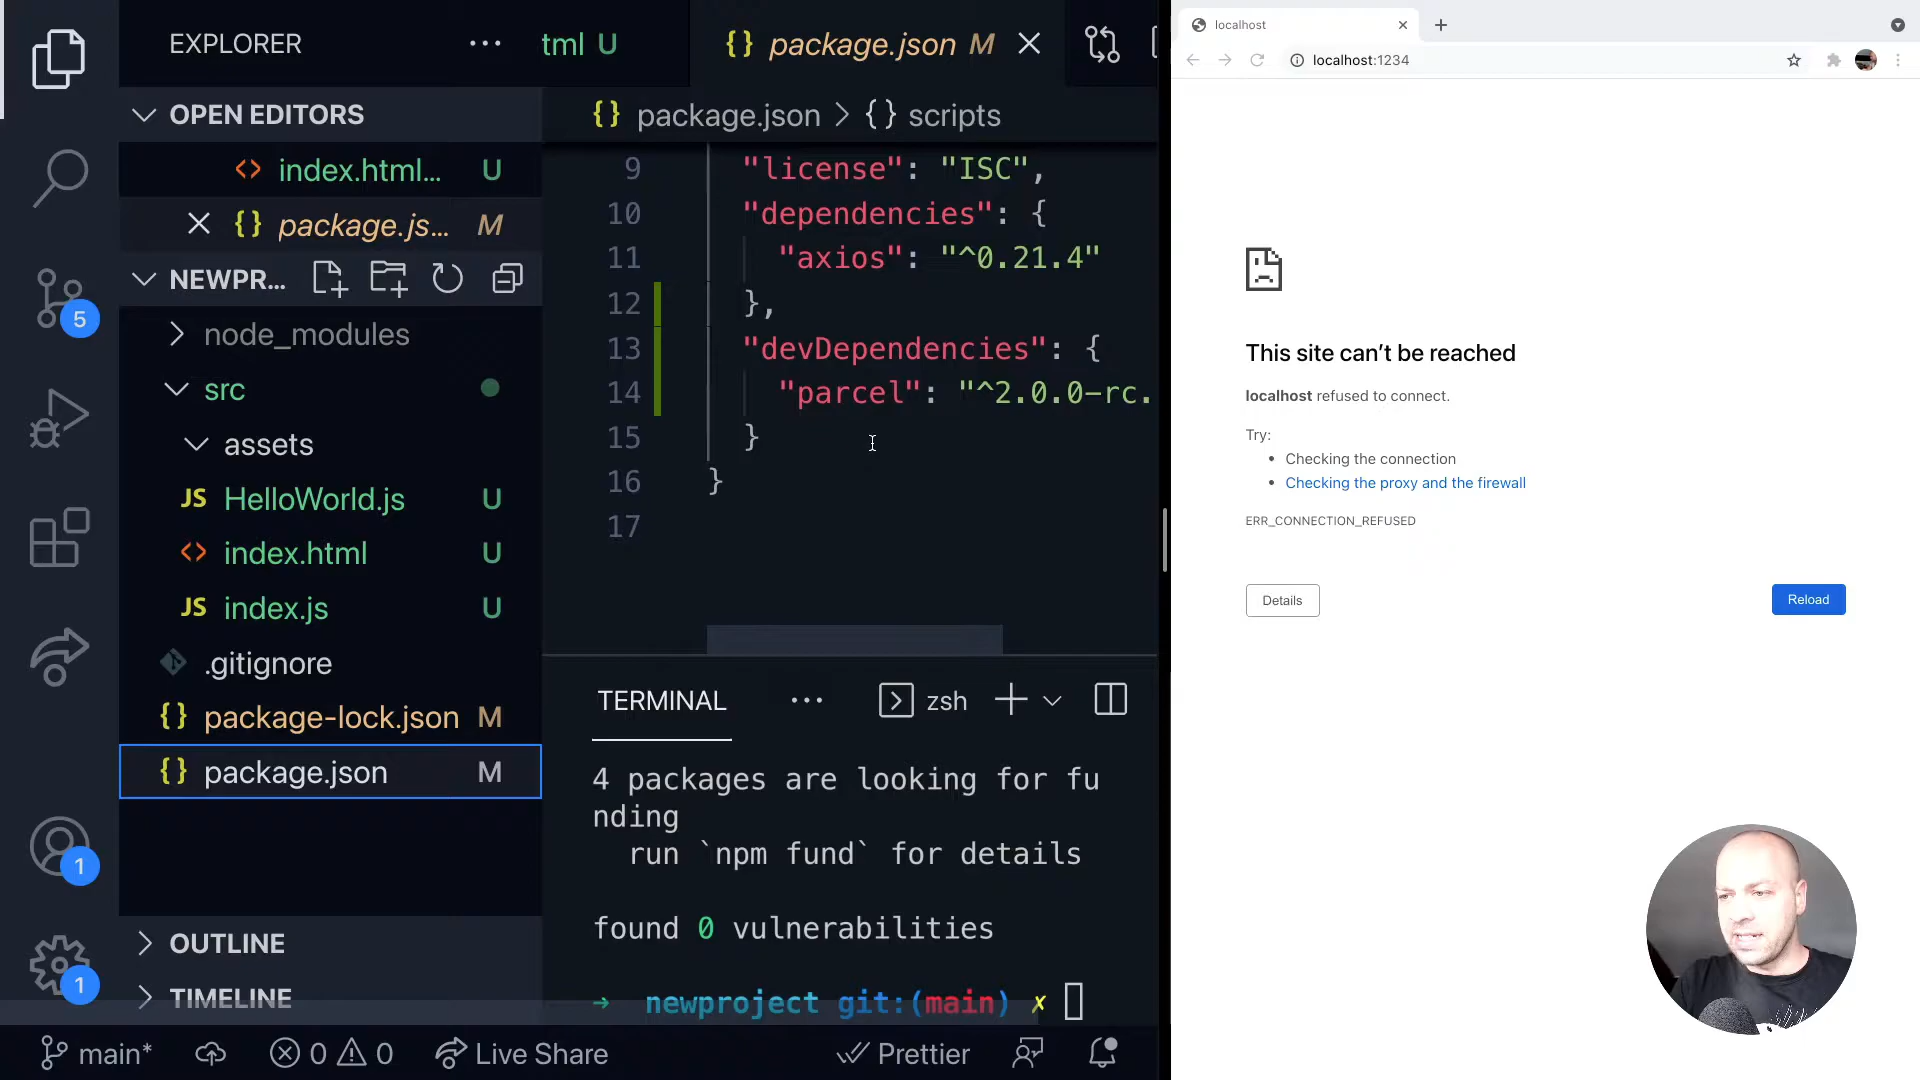 EXPLORER
tml U
{} package.json M
localhost
localhost:1234
OPEN EDITORS
<> index.html... U
{} package.js... M
NEWPR...
node_modules
src
assets
JS HelloWorld.js U
<> index.html U
JS index.js U
.gitignore
{} package-lock.json M
{} package.json M
OUTLINE
TIMELINE
5
1
1
{} package.json > {} scripts
9 "license": "ISC",
10 "dependencies": {
11 "axios": "^0.21.4"
12 },
13 "devDependencies": {
14 "parcel": "^2.0.0-rc.
15 }
16 }
17
TERMINAL ... zsh
4 packages are looking for fu
nding
run `npm fund` for details
found 0 vulnerabilities
→ newproject git:(main) ✗
main* 0 0 Live Share Prettier
This site can't be reached
localhost refused to connect.
Try:
• Checking the connection
• Checking the proxy and the firewall
ERR_CONNECTION_REFUSED
Details
Reload